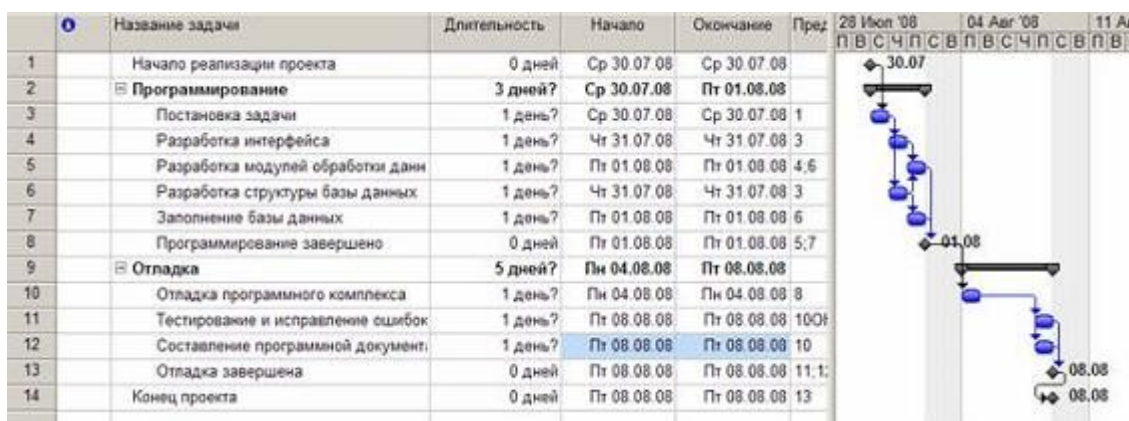 Название задачи Длительность Начало Окончание Пред 28 Июл '08 04 Авг '08 11 А
П В С Ч П С В П В С Ч П С В П В
1 Начало реализации проекта 0 дней Ср 30.07.08 Ср 30.07.08 30.07
2 Программирование 3 дней? Ср 30.07.08 Пт 01.08.08
3 Постановка задачи 1 день? Ср 30.07.08 Ср 30.07.08 1
4 Разработка интерфейса 1 день? Чт 31.07.08 Чт 31.07.08 3
5 Разработка модулей обработки данн 1 день? Пт 01.08.08 Пт 01.08.08 4;6
6 Разработка структуры базы данных 1 день? Чт 31.07.08 Чт 31.07.08 3
7 Заполнение базы данных 1 день? Пт 01.08.08 Пт 01.08.08 6
8 Программирование завершено 0 дней Пт 01.08.08 Пт 01.08.08 5;7 01.08
9 Отладка 5 дней? Пн 04.08.08 Пт 08.08.08
10 Отладка программного комплекса 1 день? Пн 04.08.08 Пн 04.08.08 8
11 Тестирование и исправление ошибок 1 день? Пт 08.08.08 Пт 08.08.08 10ОН
12 Составление программной документ 1 день? Пт 08.08.08 Пт 08.08.08 10
13 Отладка завершена 0 дней Пт 08.08.08 Пт 08.08.08 11;1 08.08
14 Конец проекта 0 дней Пт 08.08.08 Пт 08.08.08 13 08.08